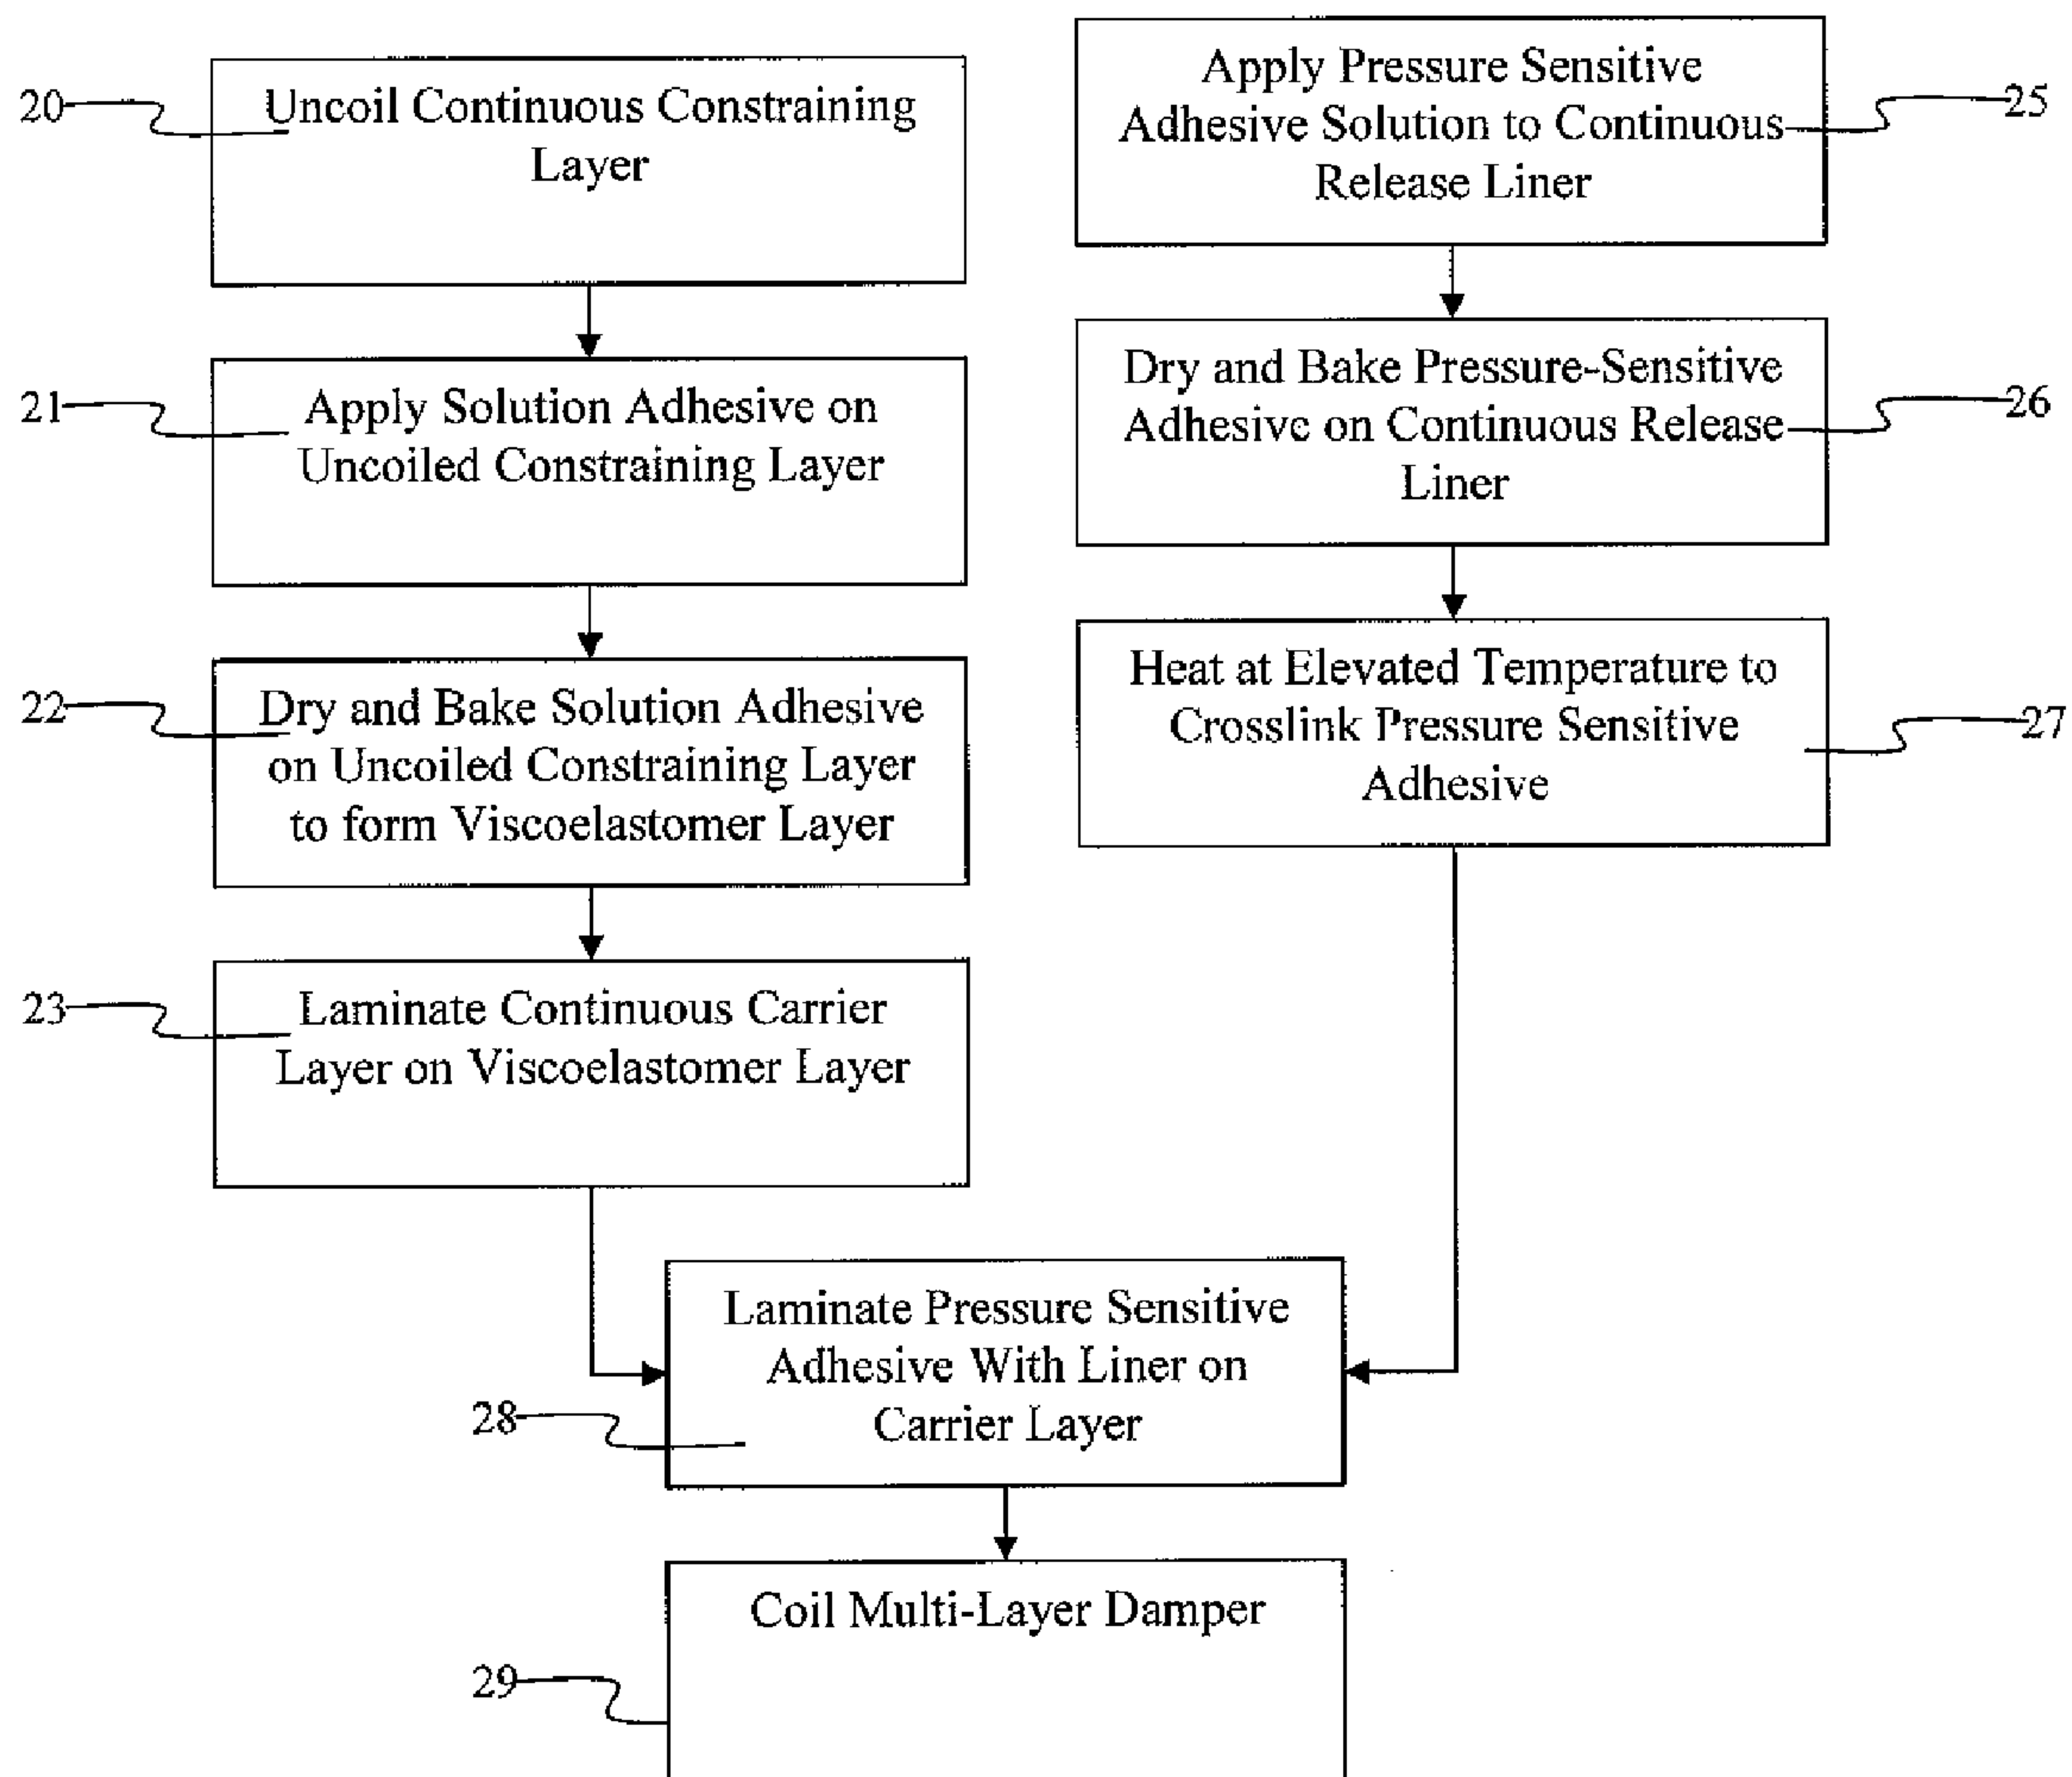 20
Uncoil Continuous Constraining
Layer
21
Apply Solution Adhesive on
Uncoiled Constraining Layer
22
Dry and Bake Solution Adhesive
on Uncoiled Constraining Layer
to form Viscoelastomer Layer
23
Laminate Continuous Carrier
Layer on Viscoelastomer Layer
Apply Pressure Sensitive
Adhesive Solution to Continuous
Release Liner
25
Dry and Bake Pressure-Sensitive
Adhesive on Continuous Release
Liner
26
Heat at Elevated Temperature to
Crosslink Pressure Sensitive
Adhesive
27
Laminate Pressure Sensitive
Adhesive With Liner on
Carrier Layer
28
Coil Multi-Layer Damper
29